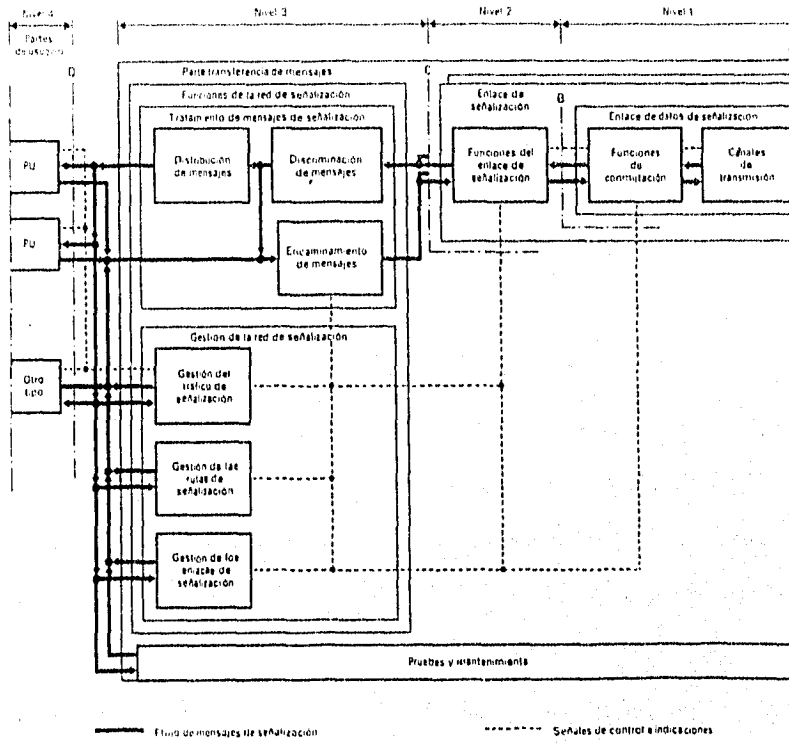 Nivel 4
Nivel 3
Nivel 2
Nivel 1
Partes
de usuario
D
C
B
Parte transferencia de mensajes
Funciones de la red de señalización
Tratamiento de mensajes de señalización
Enlace de
señalización
Enlace de datos de señalización
PU
Distribución
de mensajes
Discriminación
de mensajes
Funciones del
enlace de
señalización
Funciones
de
conmutación
Canales
de
transmisión
PU
Encaminamiento
de mensajes
Gestión de la red de señalización
Otro
tipo
Gestión del
tráfico de
señalización
Gestión de las
rutas de
señalización
Gestión de los
enlaces de
señalización
Pruebas y mantenimiento
Flujo de mensajes de señalización
Señales de control e indicaciones